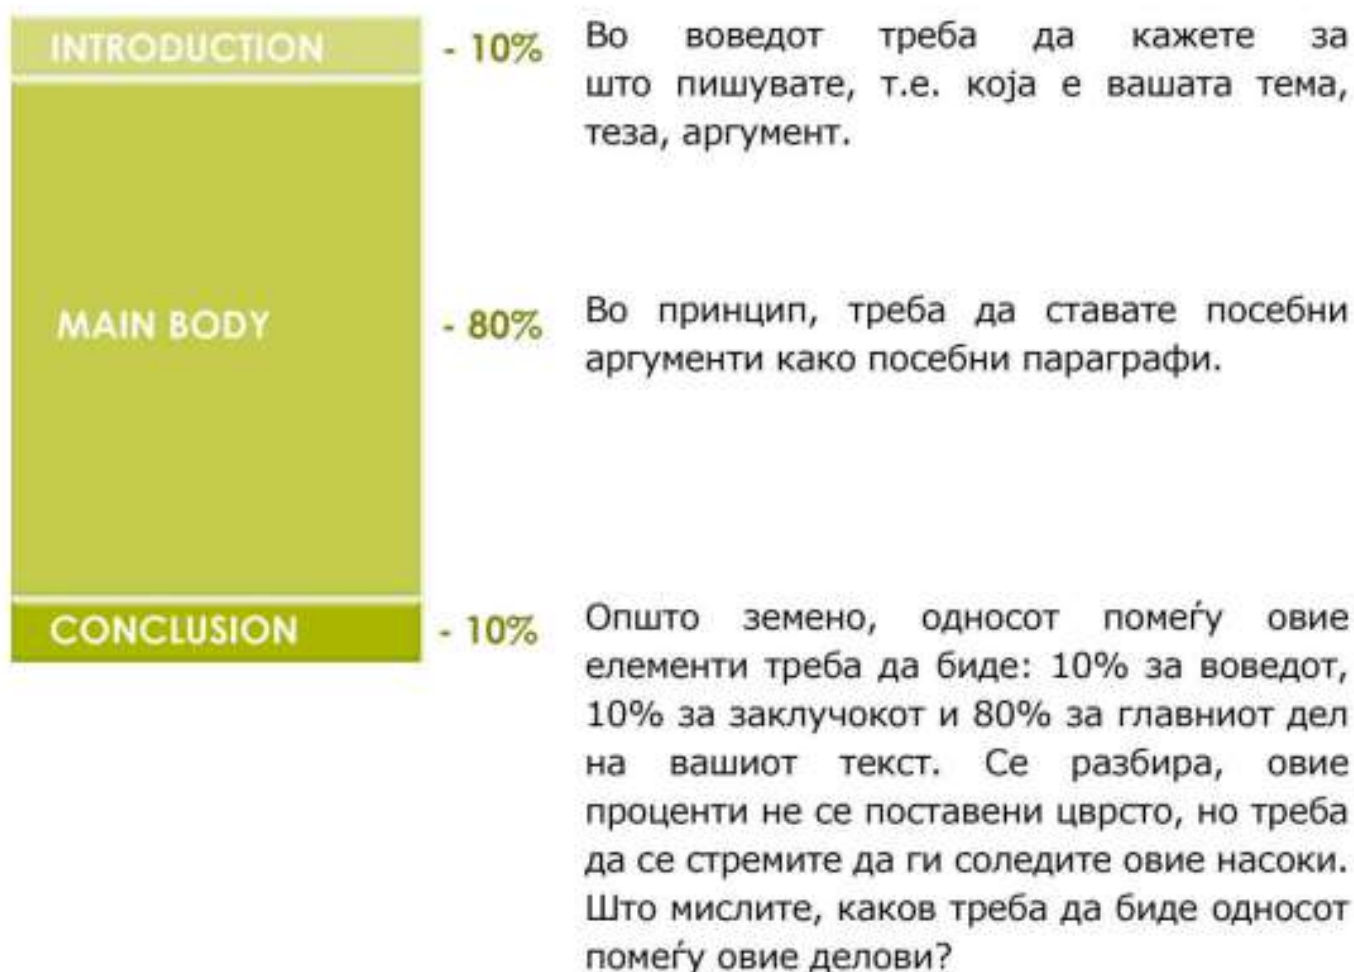 INTRODUCTION - 10%
Во воведот треба да кажете за
што пишувате, т.е. која е вашата тема,
теза, аргумент.
MAIN BODY - 80%
Во принцип, треба да ставате посебни
аргументи како посебни параграфи.
CONCLUSION - 10%
Општо земено, односот помеѓу овие
елементи треба да биде: 10% за воведот,
10% за заклучокот и 80% за главниот дел
на вашиот текст. Се разбира, овие
проценти не се поставени цврсто, но треба
да се стремите да ги соледите овие насоки.
Што мислите, каков треба да биде односот
помеѓу овие делови?